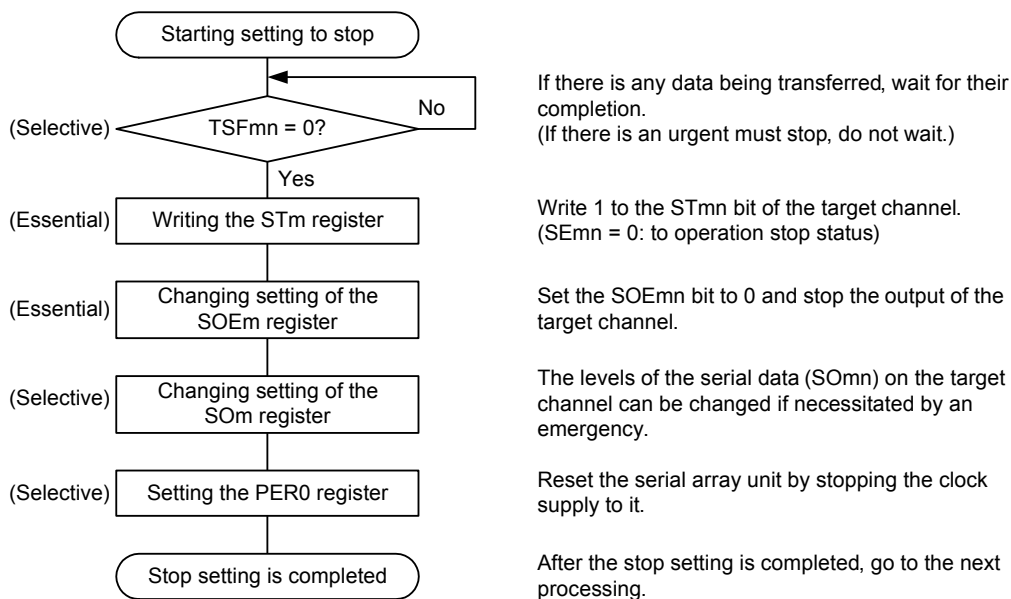 Starting setting to stop
If there is any data being transferred, wait for their
completion.
(If there is an urgent must stop, do not wait.)
(Selective)
TSFmn = 0?
No
Yes
(Essential)
Writing the STm register
Write 1 to the STmn bit of the target channel.
(SEmn = 0: to operation stop status)
(Essential)
Changing setting of the
SOEm register
Set the SOEmn bit to 0 and stop the output of the
target channel.
(Selective)
Changing setting of the
SOm register
The levels of the serial data (SOmn) on the target
channel can be changed if necessitated by an
emergency.
(Selective)
Setting the PER0 register
Reset the serial array unit by stopping the clock
supply to it.
Stop setting is completed
After the stop setting is completed, go to the next
processing.